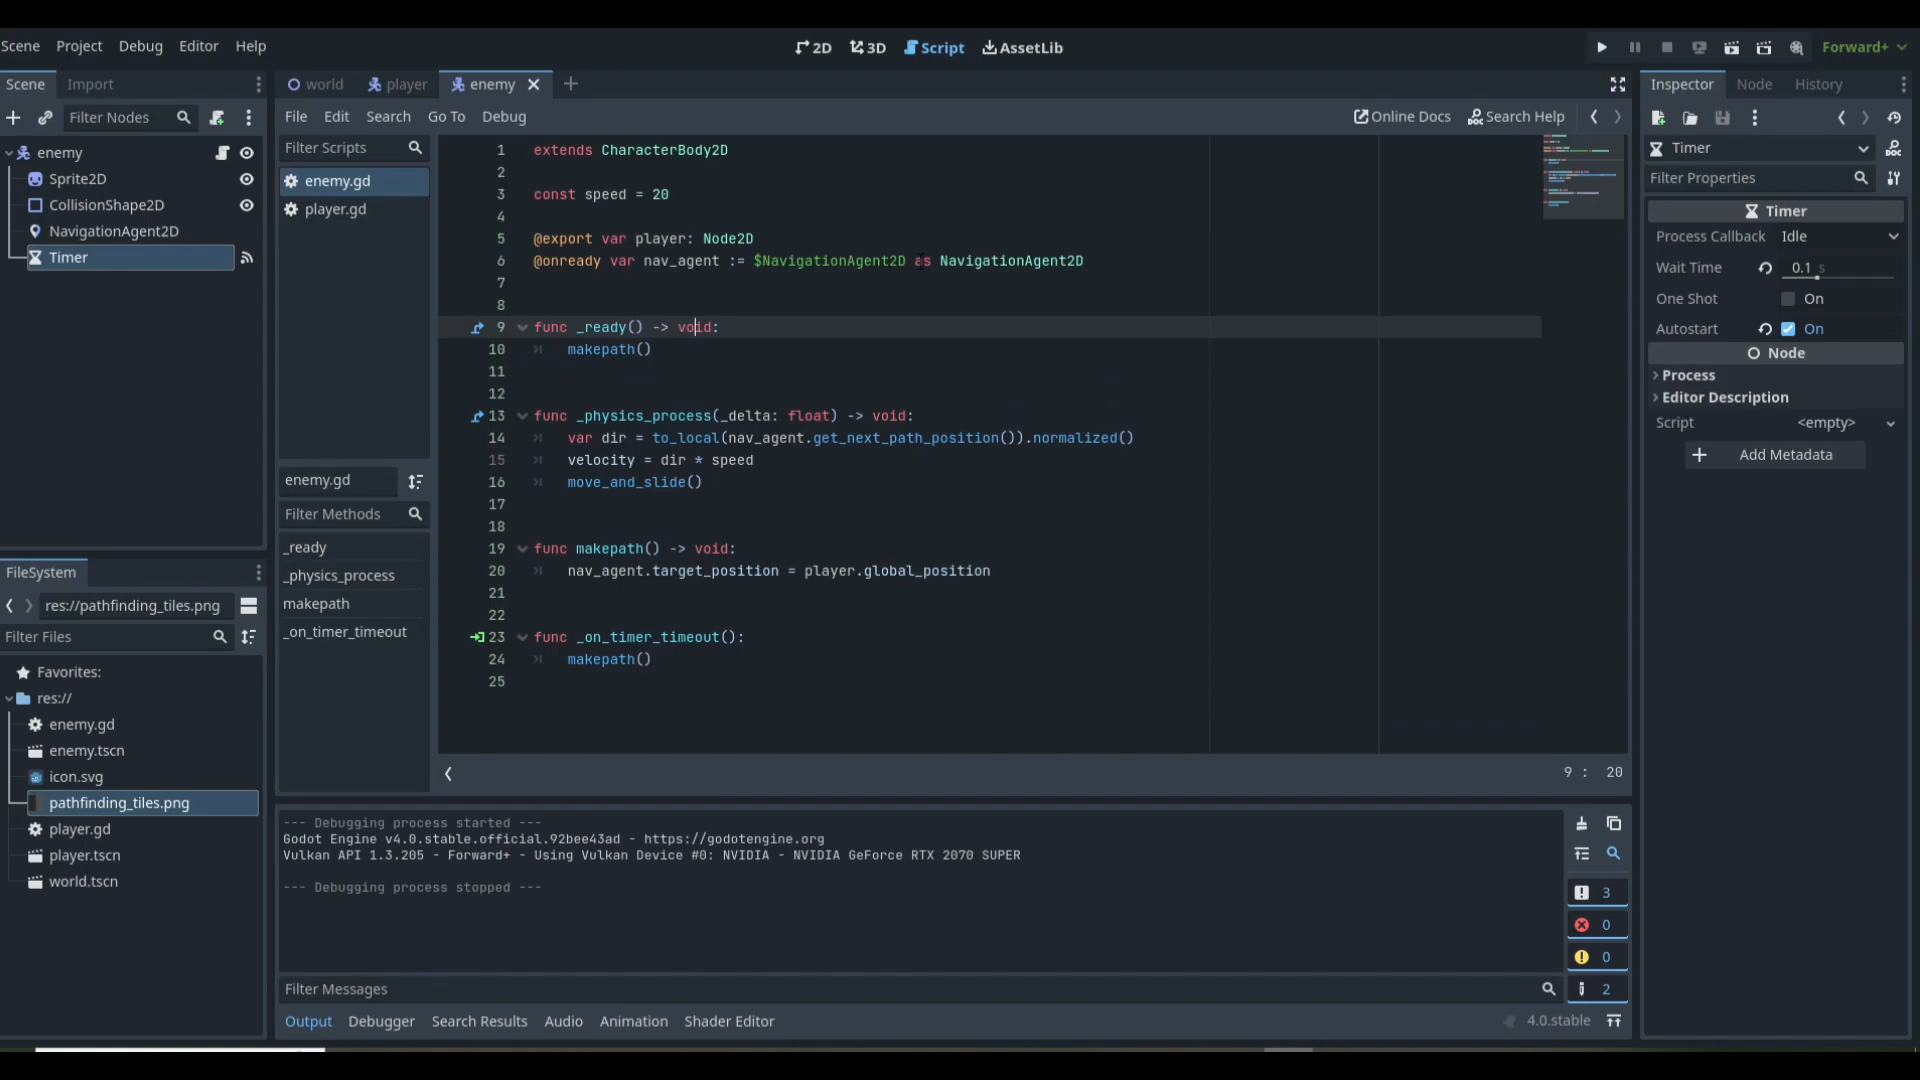 Scene Project Debug Editor Help
2D 3D Script AssetLib
Forward+
Scene Import
Filter Nodes
enemy
Sprite2D
CollisionShape2D
NavigationAgent2D
Timer
FileSystem
res://pathfinding_tiles.png
Filter Files
Favorites:
res://
enemy.gd
enemy.tscn
icon.svg
pathfinding_tiles.png
player.gd
player.tscn
world.tscn
world player enemy
File Edit Search Go To Debug
Online Docs Search Help
Filter Scripts
enemy.gd
player.gd
enemy.gd
Filter Methods
_ready
_physics_process
makepath
_on_timer_timeout
1 extends CharacterBody2D
2
3 const speed = 20
4
5 @export var player: Node2D
6 @onready var nav_agent := $NavigationAgent2D as NavigationAgent2D
7
8
9 func _ready() -> void:
10 makepath()
11
12
13 func _physics_process(_delta: float) -> void:
14 var dir = to_local(nav_agent.get_next_path_position()).normalized()
15 velocity = dir * speed
16 move_and_slide()
17
18
19 func makepath() -> void:
20 nav_agent.target_position = player.global_position
21
22
23 func _on_timer_timeout():
24 makepath()
25
9 : 20
--- Debugging process started ---
Godot Engine v4.0.stable.official.92bee43ad - https://godotengine.org
Vulkan API 1.3.205 - Forward+ - Using Vulkan Device #0: NVIDIA - NVIDIA GeForce RTX 2070 SUPER
--- Debugging process stopped ---
3
0
0
2
Filter Messages
Output Debugger Search Results Audio Animation Shader Editor
4.0.stable
Inspector Node History
Timer
Filter Properties
Timer
Process Callback Idle
Wait Time 0.1 s
One Shot On
Autostart On
Node
Process
Editor Description
Script <empty>
Add Metadata